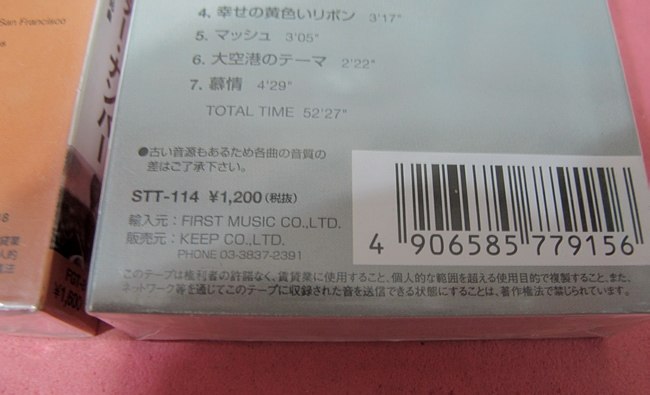 San Francisco
4. 幸せの黄色いリボン 3'17"
5. マッシュ 3'05"
6. 大空港のテーマ 2'22"
7. 慕情 4'29"
TOTAL TIME 52'27"
●古い音源もあるため各曲の音質の
差はご了承下さい。
STT-114 ¥1,200(税抜)
輸入元:FIRST MUSIC CO.,LTD.
販売元:KEEP CO.,LTD.
PHONE 03-3837-2391
4 906585 779156
このテープは権利者の許諾なく、賃貸業に使用すること、個人的な範囲を超える使用目的で複製すること、また、
ネットワーク等を通じてこのテープに収録された音を送信できる状態にすることは、著作権法で禁じられています。